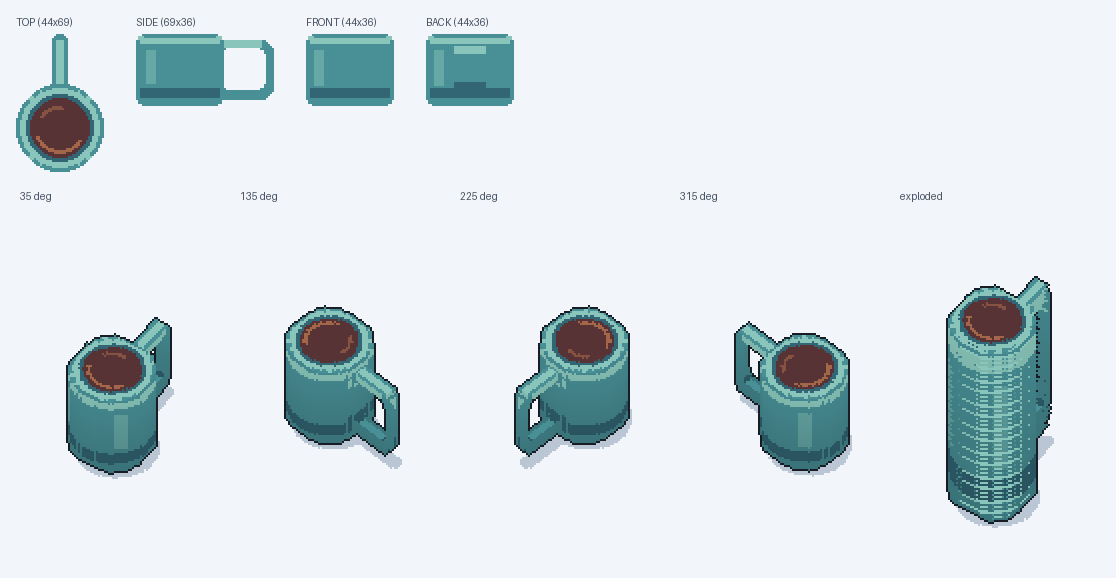 TOP (44x69)
SIDE (69x36)
FRONT (44x36)
BACK (44x36)
35 deg
135 deg
225 deg
315 deg
exploded